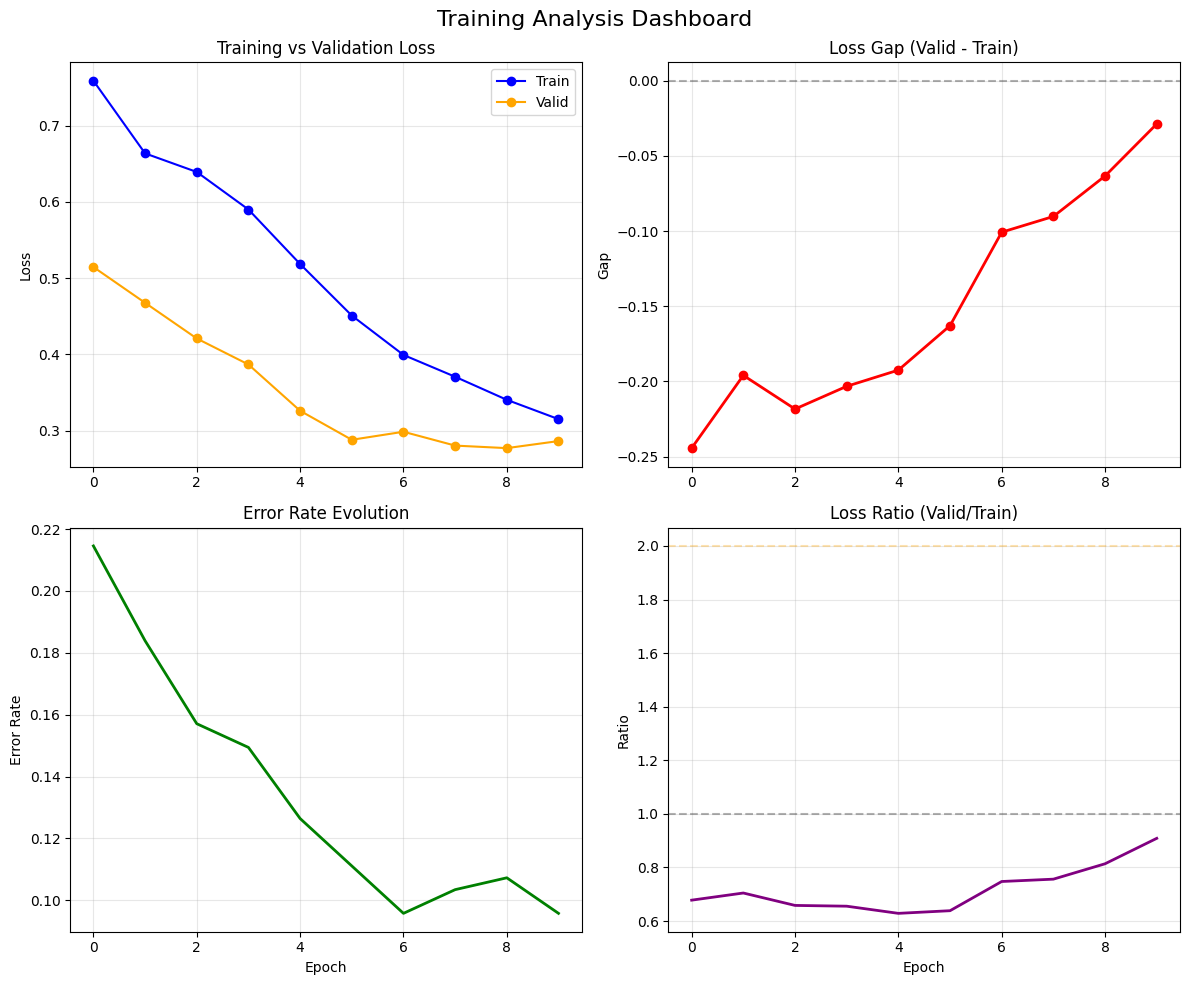 Training Analysis Dashboard
Training vs Validation Loss
Loss
0.7
0.6
0.5
0.4
0.3
0 2 4 6 8
Train
Valid
Loss Gap (Valid - Train)
Gap
0.00
−0.05
−0.10
−0.15
−0.20
−0.25
0 2 4 6 8
Error Rate Evolution
Error Rate
0.22
0.20
0.18
0.16
0.14
0.12
0.10
0 2 4 6 8
Epoch
Loss Ratio (Valid/Train)
Ratio
2.0
1.8
1.6
1.4
1.2
1.0
0.8
0.6
0 2 4 6 8
Epoch